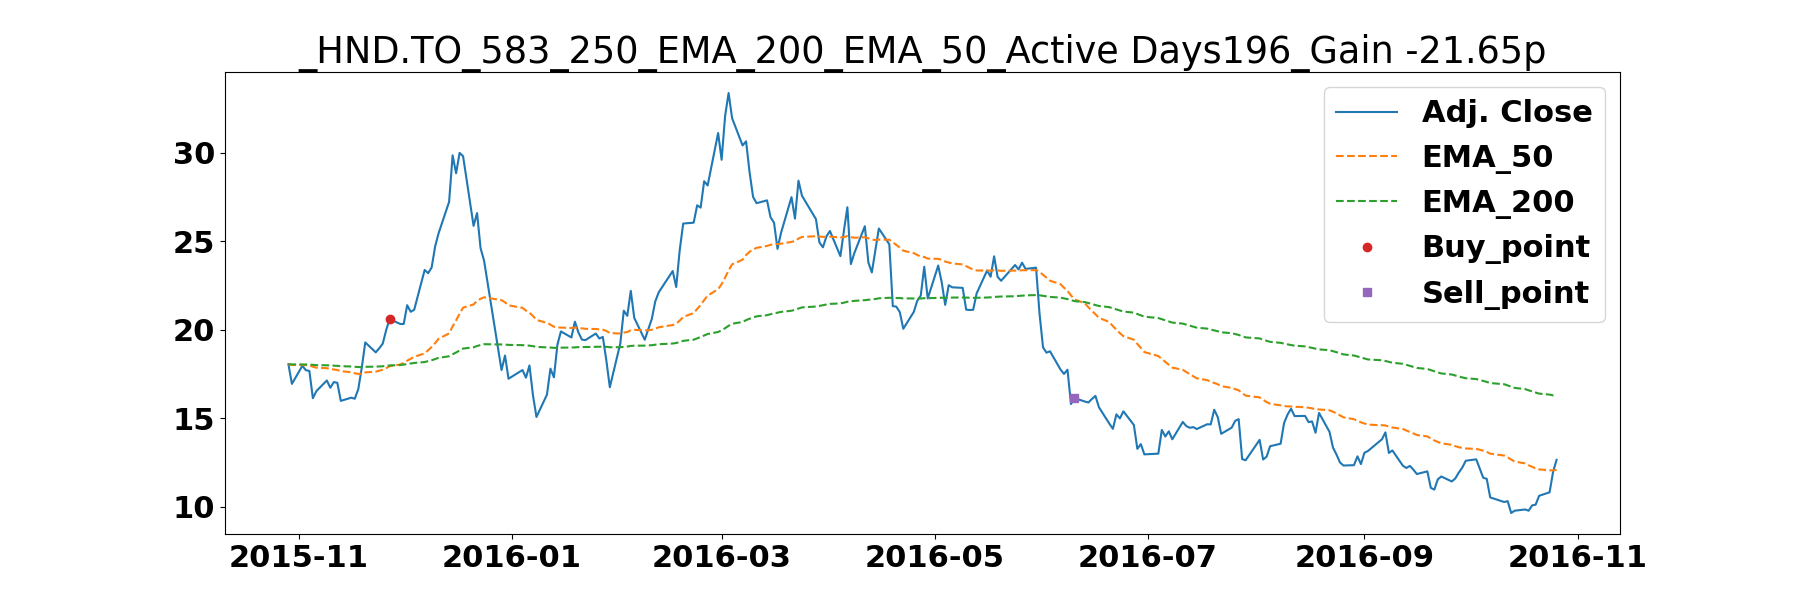 _HND.TO_583_250_EMA_200_EMA_50_Active Days196_Gain -21.65p
Adj. Close
EMA_50
EMA_200
Buy_point
Sell_point
30
25
20
15
10
2015-11 2016-01 2016-03 2016-05 2016-07 2016-09 2016-11